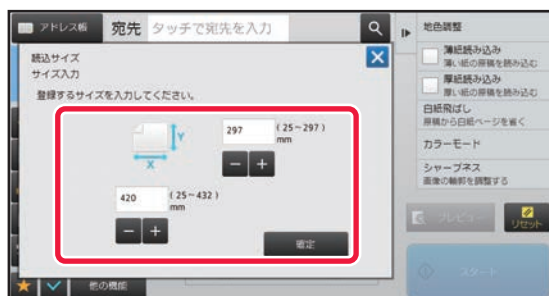 アドレス帳
宛先 タッチで宛先を入力
読込サイズ
サイズ入力
登録するサイズを入力してください。
Y
X
297
(25~297)
mm
420
(25~432)
mm
確定
他の機能
地色調整
薄紙読み込み
薄い紙の原稿を読み込む
厚紙読み込み
厚い紙の原稿を読み込む
白紙飛ばし
原稿から白紙ページを省く
カラーモード
シャープネス
画像の輪郭を調整する
プレビュー
リセット
スタート